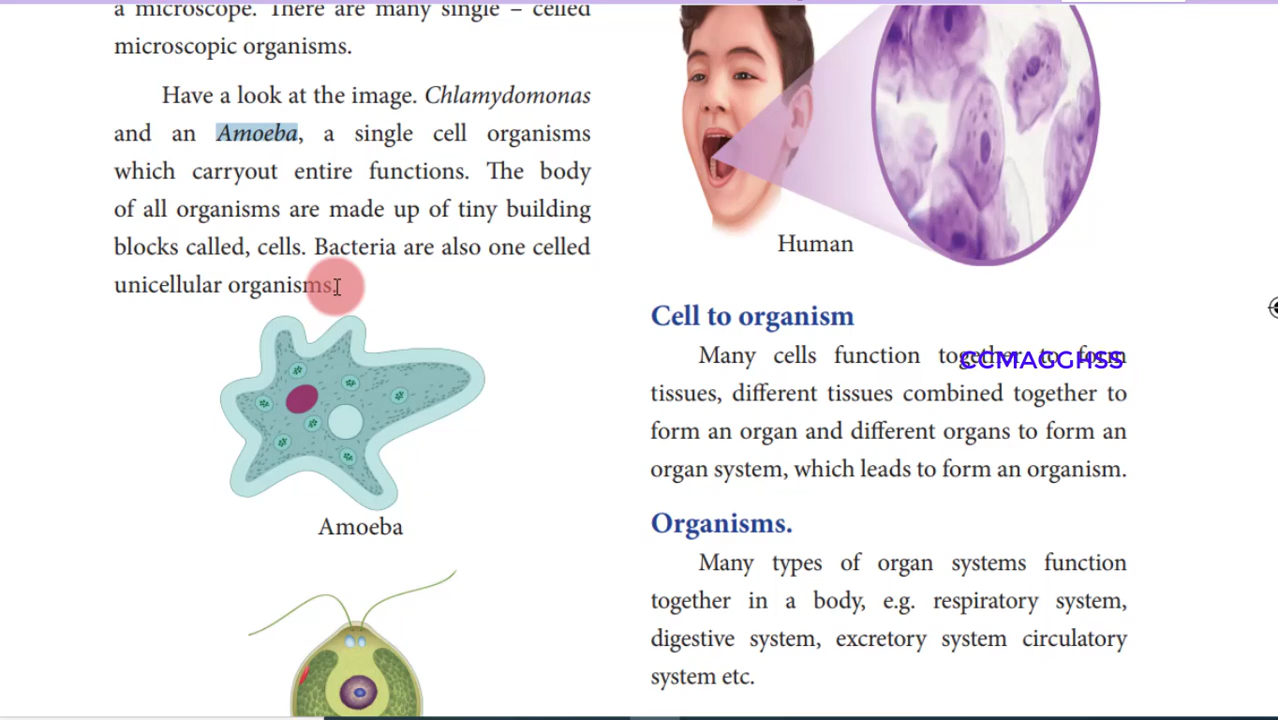 a microscope. There are many single – celled
microscopic organisms.
Have a look at the image. Chlamydomonas
and an Amoeba, a single cell organisms
which carryout entire functions. The body
of all organisms are made up of tiny building
blocks called, cells. Bacteria are also one celled
unicellular organisms.
Amoeba
Human
Cell to organism
Many cells function together to form
CCMAGGHSS
tissues, different tissues combined together to
form an organ and different organs to form an
organ system, which leads to form an organism.
Organisms.
Many types of organ systems function
together in a body, e.g. respiratory system,
digestive system, excretory system circulatory
system etc.